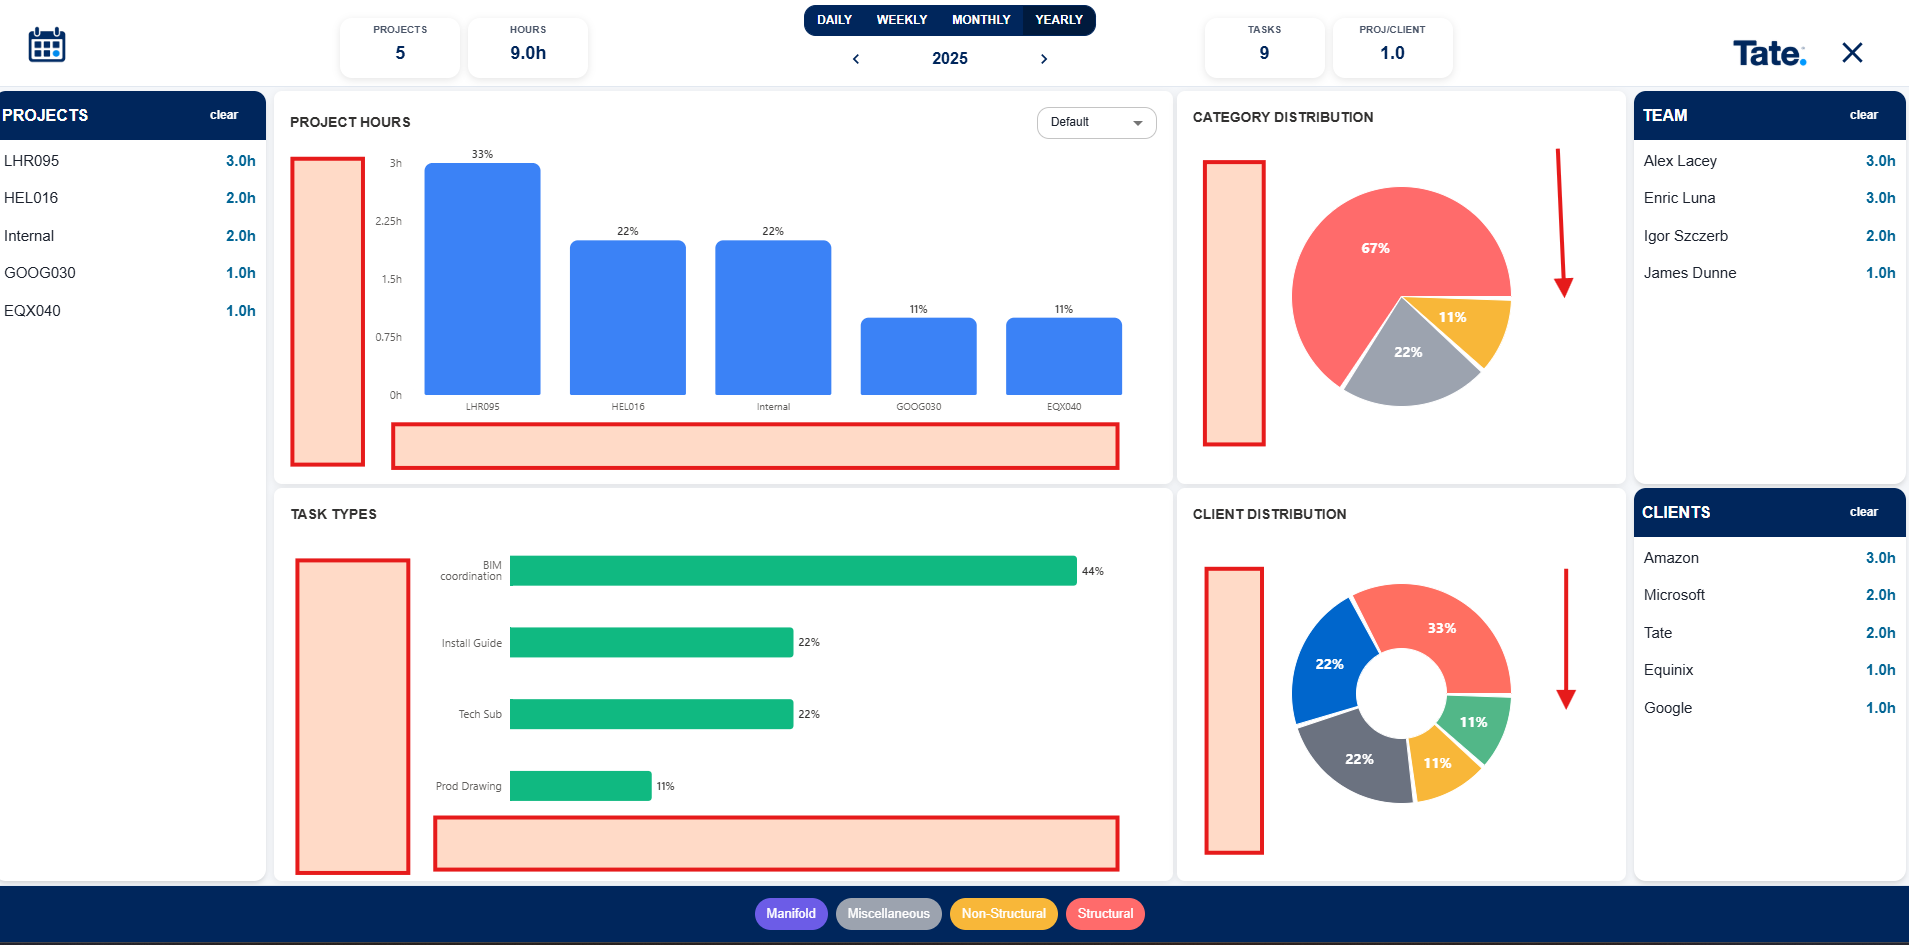 PROJECTS
5
HOURS
9.0h
DAILY WEEKLY MONTHLY YEARLY
2025
TASKS
9
PROJ/CLIENT
1.0
Tate.
PROJECTS clear
LHR095 3.0h
HEL016 2.0h
Internal 2.0h
GOOG030 1.0h
EQX040 1.0h
PROJECT HOURS
Default
3h
2.25h
1.5h
0.75h
0h
33%
22%
22%
11%
11%
LHR095 HEL016 Internal GOOG030 EQX040
CATEGORY DISTRIBUTION
67%
11%
22%
TEAM clear
Alex Lacey 3.0h
Enric Luna 3.0h
Igor Szczerb 2.0h
James Dunne 1.0h
TASK TYPES
BIM
coordination
44%
Install Guide 22%
Tech Sub 22%
Prod Drawing 11%
CLIENT DISTRIBUTION
33%
22%
11%
22%
11%
CLIENTS clear
Amazon 3.0h
Microsoft 2.0h
Tate 2.0h
Equinix 1.0h
Google 1.0h
Manifold Miscellaneous Non-Structural Structural